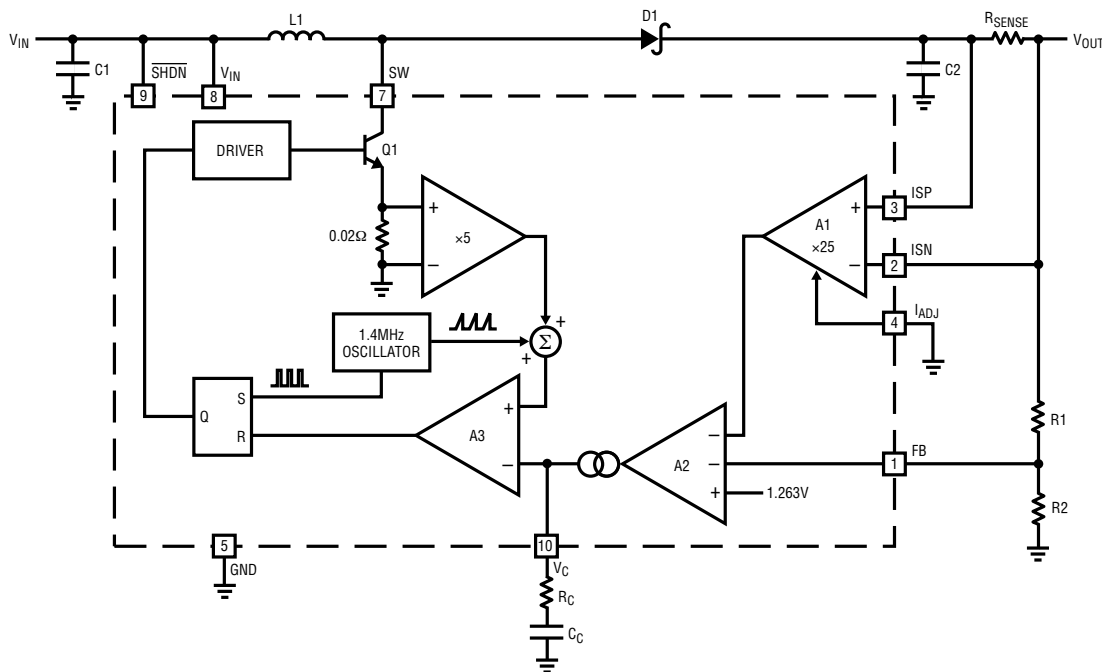 L1
D1
RSENSE
VIN
VOUT
C1
SHDN
VIN
SW
C2
9
8
7
DRIVER
Q1
ISP
+
3
A1
+
×5
×25
0.02Ω
ISN
−
−
2
IADJ
4
+
1.4MHz
OSCILLATOR
Σ
+
R1
S
+
Q
−
A3
R
FB
−
A2
−
1
+
1.263V
R2
5
10
GND
VC
RC
CC